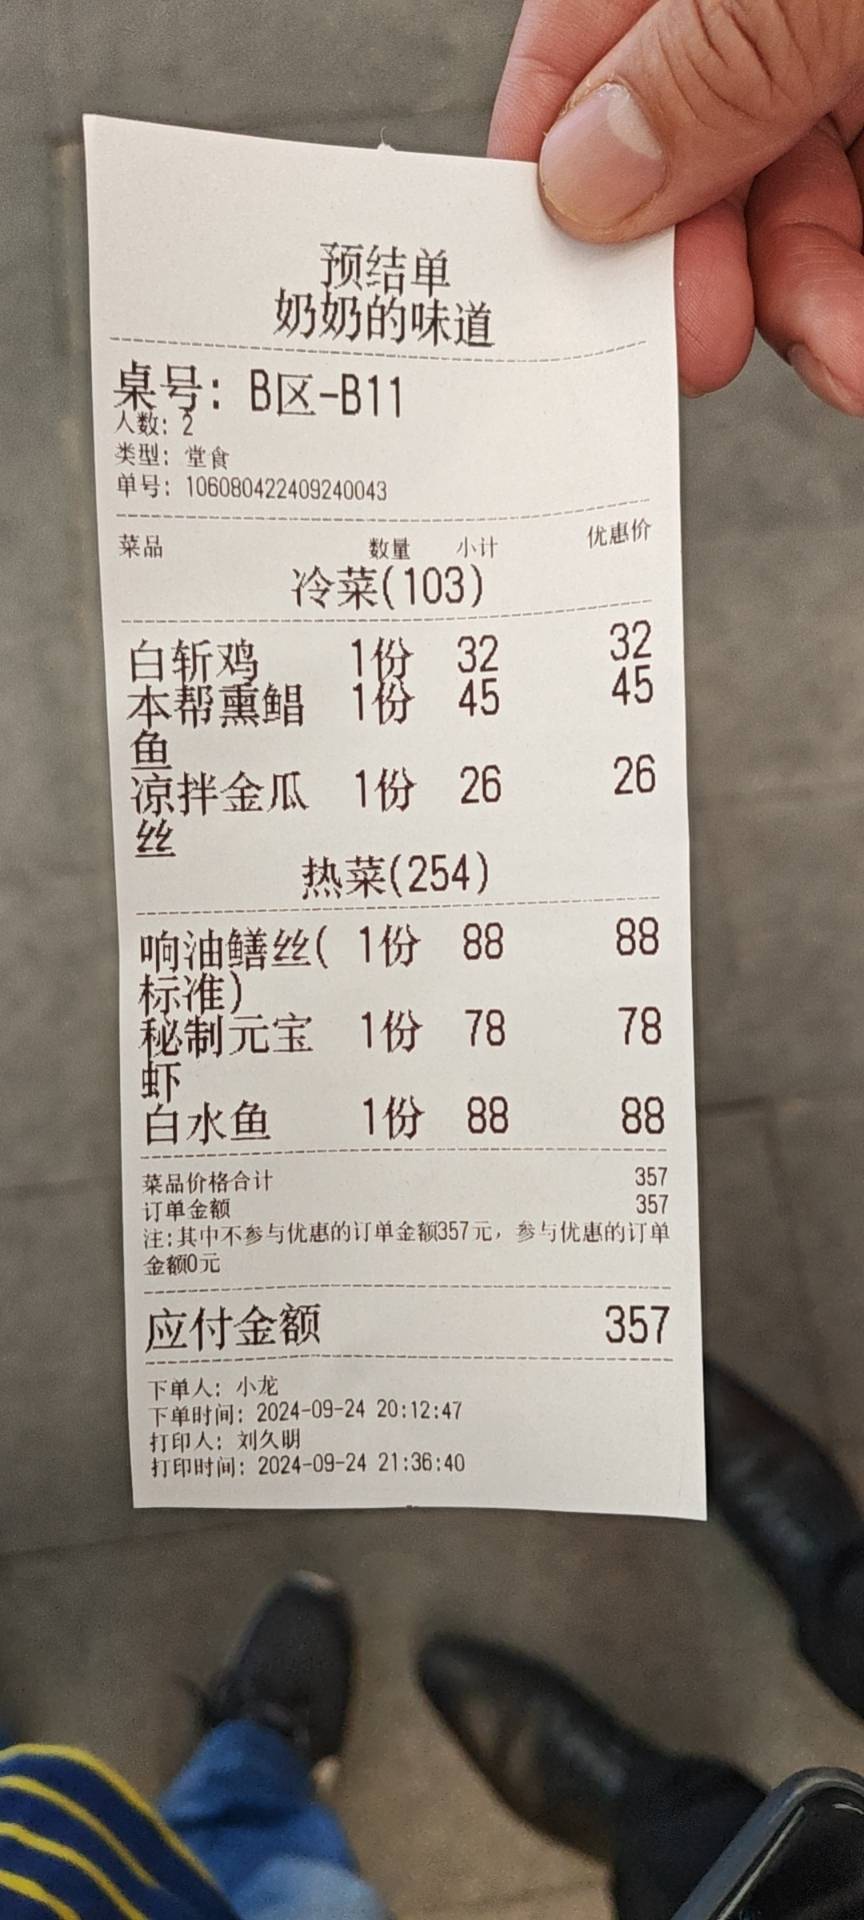 预结单
奶奶的味道
桌号: B区-B11
人数: 2
类型: 堂食
单号: 106080422409240043
菜品 数量 小计 优惠价
冷菜(103)
白斩鸡 1份 32 32
本帮熏鲳 1份 45 45
鱼
凉拌金瓜 1份 26 26
丝
热菜(254)
响油鳝丝( 1份 88 88
标准)
秘制元宝 1份 78 78
虾
白水鱼 1份 88 88
菜品价格合计 357
订单金额 357
注:其中不参与优惠的订单金额357元, 参与优惠的订单
金额0元
应付金额 357
下单人: 小龙
下单时间: 2024-09-24 20:12:47
打印人: 刘久明
打印时间: 2024-09-24 21:36:40